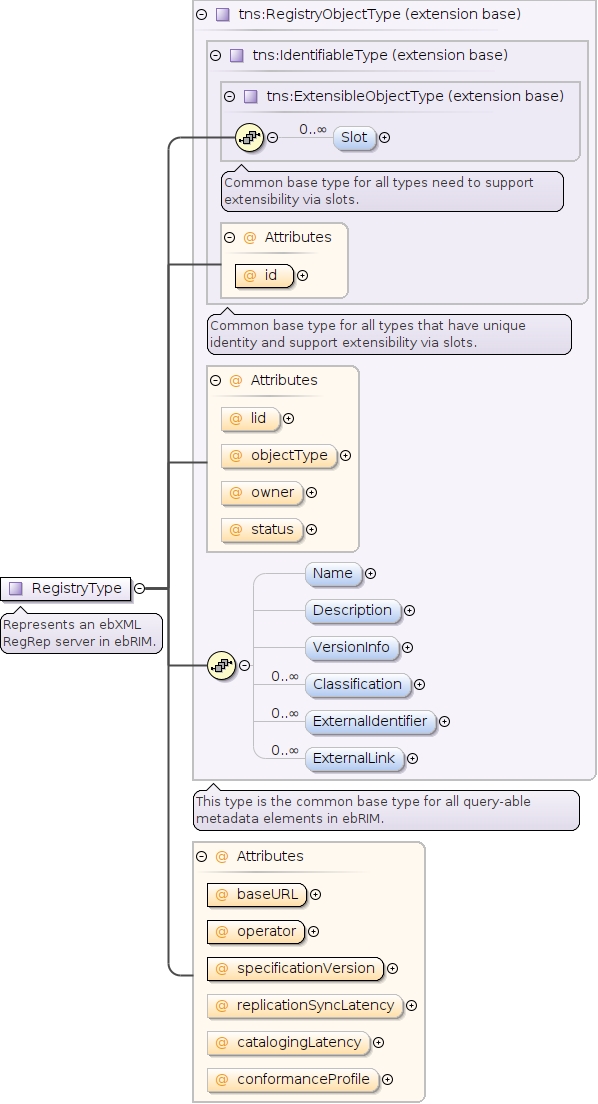 tns:RegistryObjectType (extension base)
tns:IdentifiableType (extension base)
tns:ExtensibleObjectType (extension base)
0..∞
Slot
Common base type for all types need to support
extensibility via slots.
@ Attributes
@ id
Common base type for all types that have unique
identity and support extensibility via slots.
@ Attributes
@ lid
@ objectType
@ owner
@ status
RegistryType
Represents an ebXML
RegRep server in ebRIM.
Name
Description
VersionInfo
0..∞
Classification
0..∞
ExternalIdentifier
0..∞
ExternalLink
This type is the common base type for all query-able
metadata elements in ebRIM.
@ Attributes
@ baseURL
@ operator
@ specificationVersion
@ replicationSyncLatency
@ catalogingLatency
@ conformanceProfile